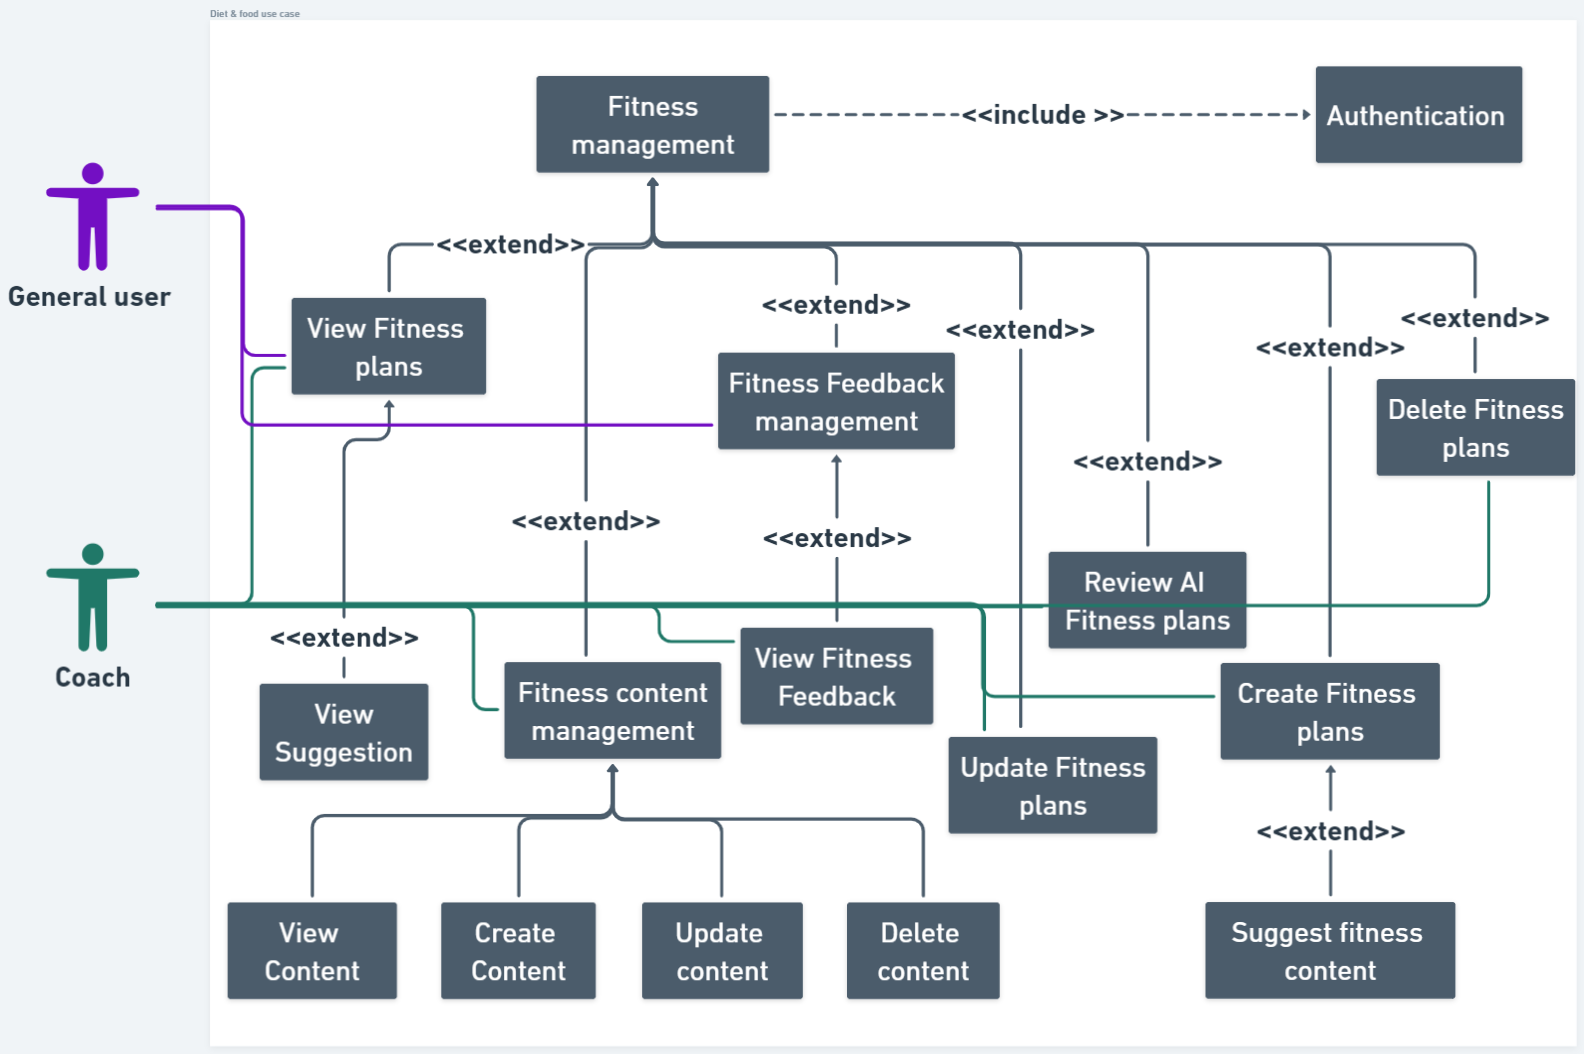 Diet & food use case
Fitness
management
<<include >>
Authentication
General user
<<extend>>
View Fitness
plans
<<extend>>
<<extend>>
<<extend>>
<<extend>>
Fitness Feedback
management
Delete Fitness
plans
<<extend>>
<<extend>>
<<extend>>
Coach
Review AI
Fitness plans
<<extend>>
View Fitness
Feedback
Fitness content
management
Create Fitness
plans
View
Suggestion
Update Fitness
plans
<<extend>>
View
Content
Create
Content
Update
content
Delete
content
Suggest fitness
content